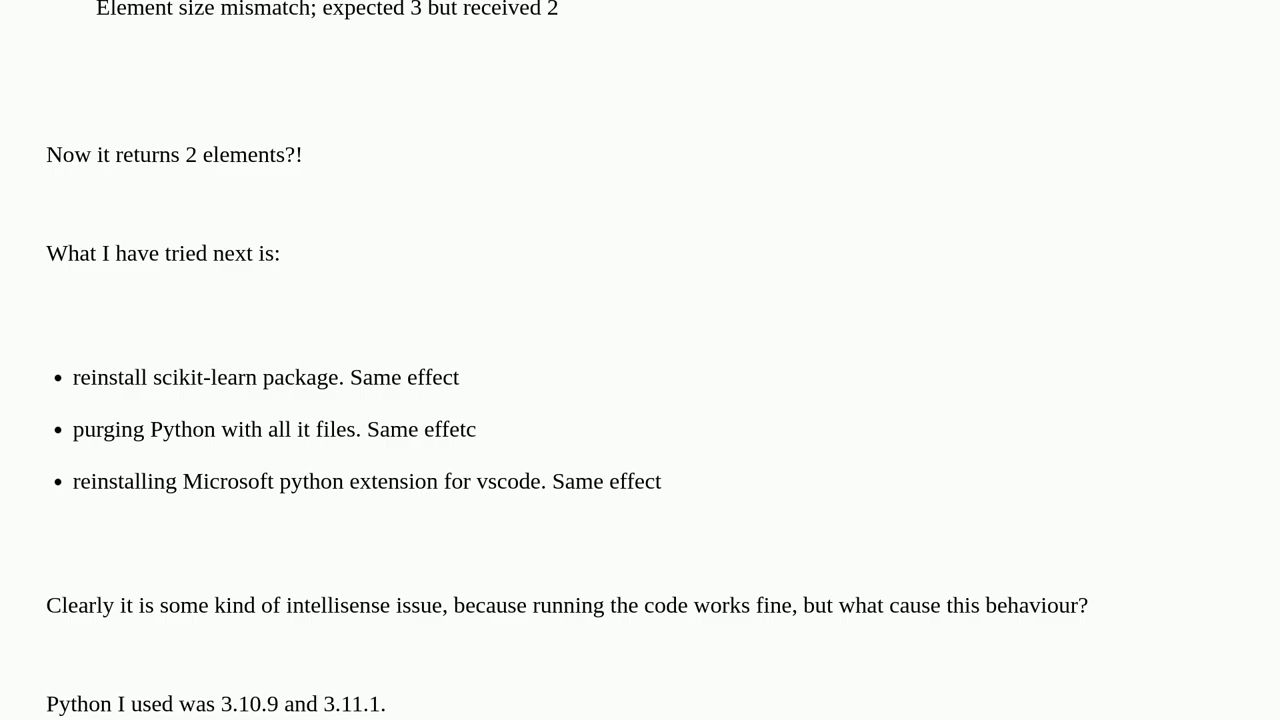 Element size mismatch; expected 3 but received 2
Now it returns 2 elements?!
What I have tried next is:
• reinstall scikit-learn package. Same effect
• purging Python with all it files. Same effetc
• reinstalling Microsoft python extension for vscode. Same effect
Clearly it is some kind of intellisense issue, because running the code works fine, but what cause this behaviour?
Python I used was 3.10.9 and 3.11.1.